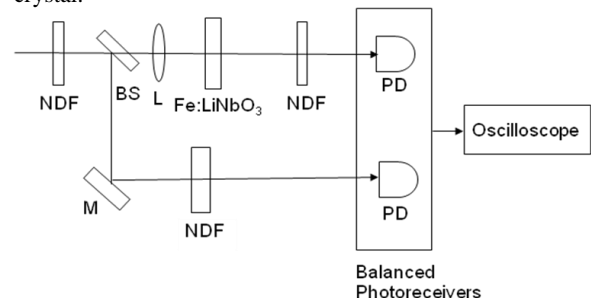 crystal.
NDF
BS
L
Fe:LiNbO3
NDF
PD
Oscilloscope
M
NDF
PD
Balanced
Photoreceivers